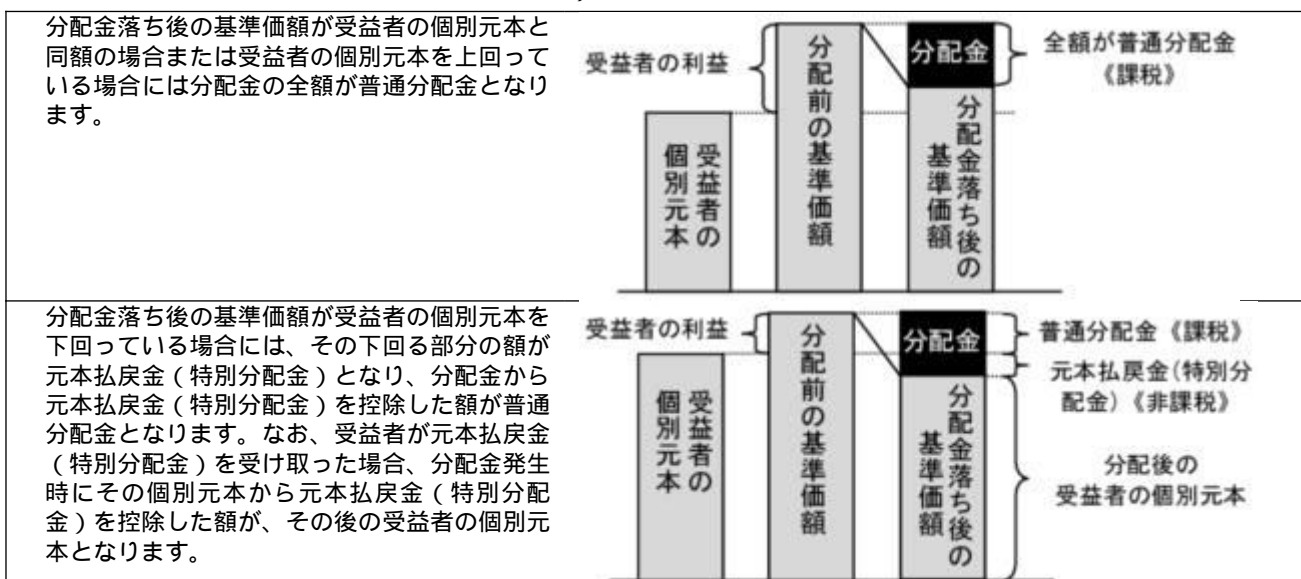 分配金落ち後の基準価額が受益者の個別元本と
同額の場合または受益者の個別元本を上回って
いる場合には分配金の全額が普通分配金となり
ます。
受益者の利益
受益者の
個別元本
分配前の基準価額
分配金
分配金落ち後の
基準価額
全額が普通分配金
《課税》
分配金落ち後の基準価額が受益者の個別元本を
下回っている場合には、その下回る部分の額が
元本払戻金(特別分配金)となり、分配金から
元本払戻金(特別分配金)を控除した額が普通
分配金となります。なお、受益者が元本払戻金
(特別分配金)を受け取った場合、分配金発生
時にその個別元本から元本払戻金(特別分配
金)を控除した額が、その後の受益者の個別元
本となります。
受益者の利益
受益者の
個別元本
分配前の基準価額
分配金
分配金落ち後の
基準価額
普通分配金《課税》
元本払戻金(特別分
配金)《非課税》
分配後の
受益者の個別元本